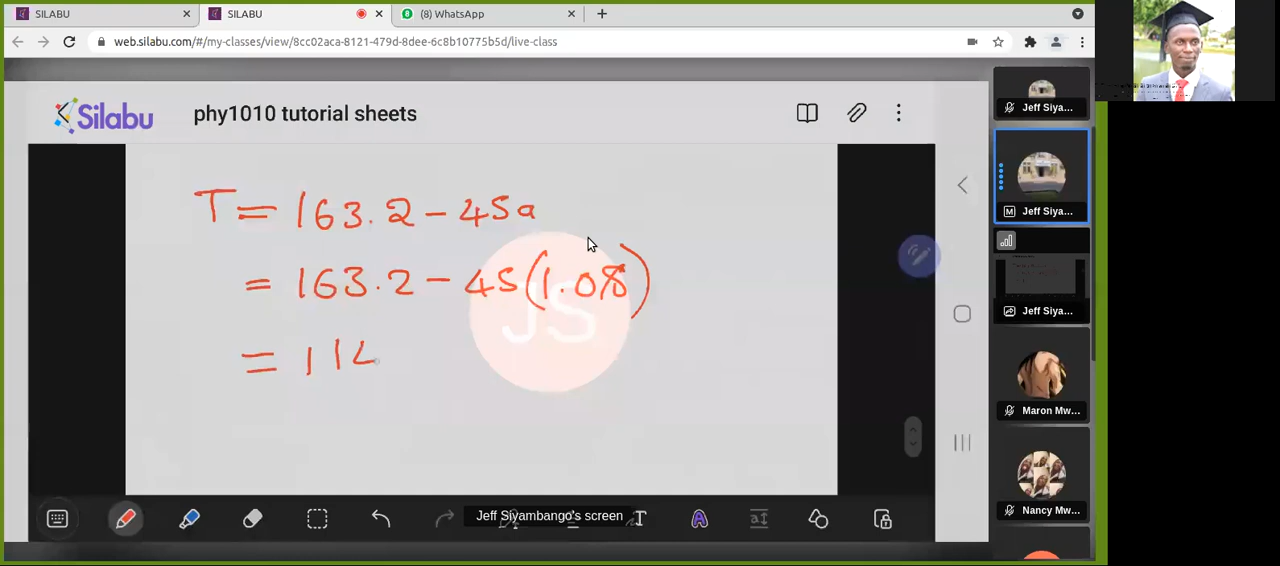 SILABU
SILABU
(8) WhatsApp
web.silabu.com/#/my-classes/view/8cc02aca-8121-479d-8dee-6c8b10775b5d/live-class
Silabu
phy1010 tutorial sheets
T = 163.2 - 45a
= 163.2 - 45(1.08)
= 114
JS
Jeff Siyambango's screen
Jeff Siya...
M Jeff Siya...
Jeff Siya...
Maron Mw...
Nancy Mw...